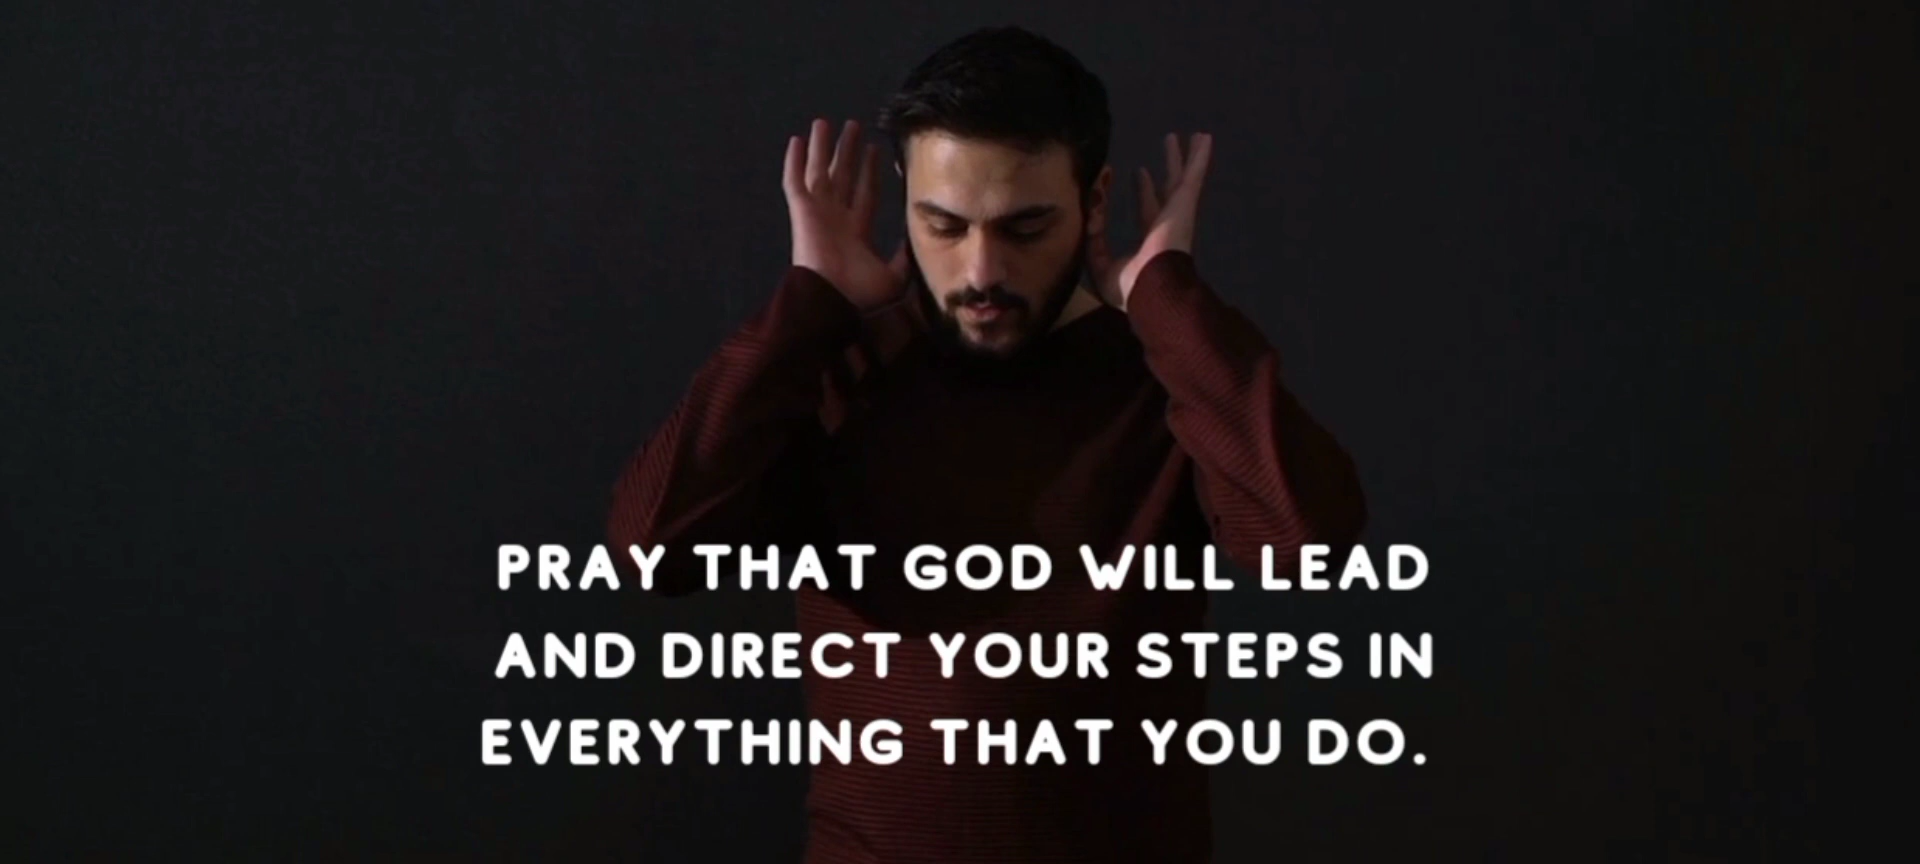 PRAY THAT GOD WILL LEAD
AND DIRECT YOUR STEPS IN
EVERYTHING THAT YOU DO.